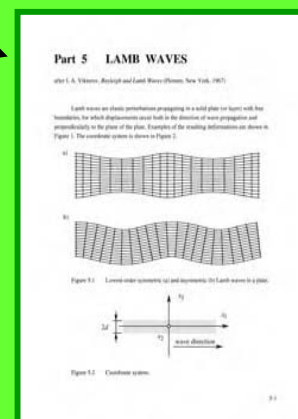 Part 5 LAMB WAVES
after I. A. Viktorov, Rayleigh and Lamb Waves (Plenum, New York, 1967)
Lamb waves are elastic perturbations propagating in a solid plate (or layer) with free
boundaries, for which displacements occur both in the direction of wave propagation and
perpendicularly to the plane of the plate. Examples of the resulting deformations are shown in
Figure 1. The coordinate system is shown in Figure 2.
a)
b)
Figure 5.1 Lowest-order symmetric (a) and asymmetric (b) Lamb waves in a plate.
x3
x1
2d
x2
wave direction
Figure 5.2 Coordinate system.
5-1